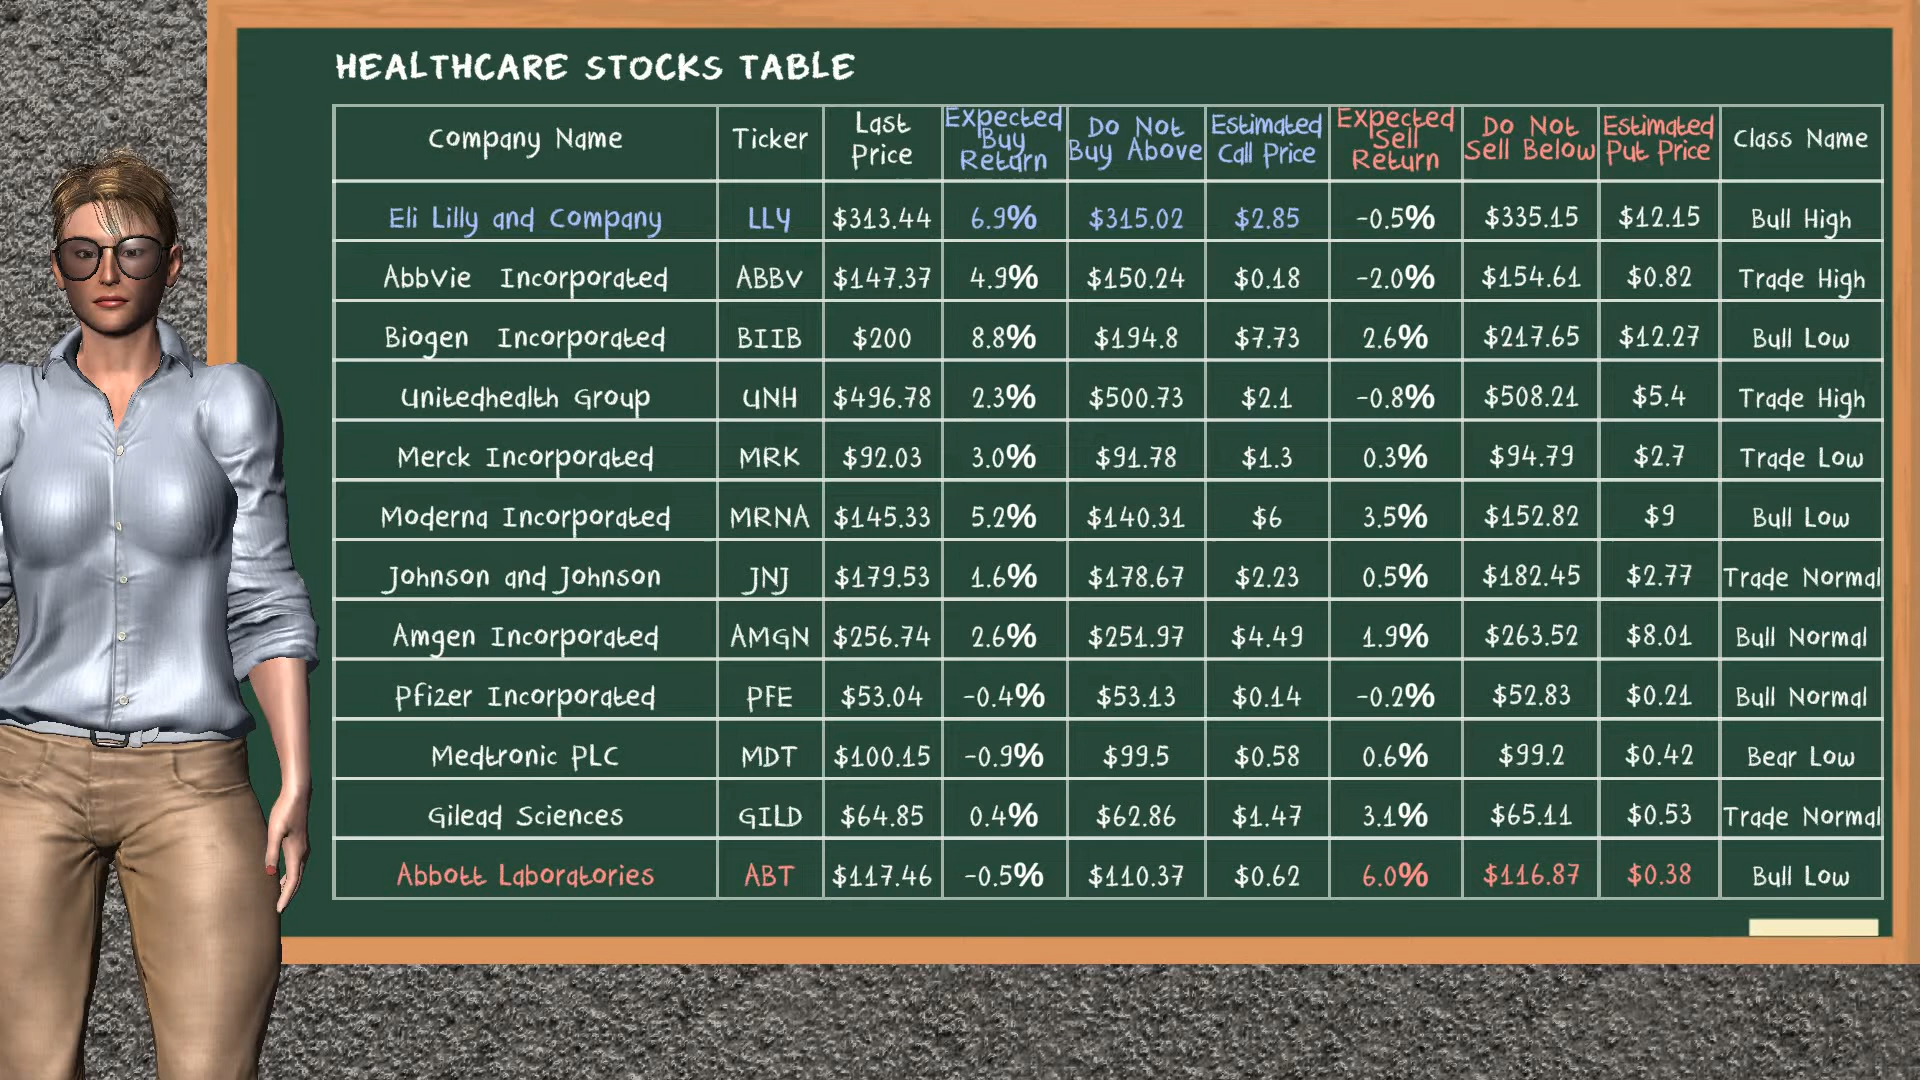 HEALTHCARE STOCKS TABLE
Company Name Ticker Last Price Expected Buy Return Do Not Buy Above Estimated Call Price Expected Sell Return Do Not Sell Below Estimated Put Price Class Name
Eli Lilly and Company LLY $313.44 6.9% $315.02 $2.85 -0.5% $335.15 $12.15 Bull High
AbbVie Incorporated ABBV $147.37 4.9% $150.24 $0.18 -2.0% $154.61 $0.82 Trade High
Biogen Incorporated BIIB $200 8.8% $194.8 $7.73 2.6% $217.65 $12.27 Bull Low
Unitedhealth Group UNH $496.78 2.3% $500.73 $2.1 -0.8% $508.21 $5.4 Trade High
Merck Incorporated MRK $92.03 3.0% $91.78 $1.3 0.3% $94.79 $2.7 Trade Low
Moderna Incorporated MRNA $145.33 5.2% $140.31 $6 3.5% $152.82 $9 Bull Low
Johnson and Johnson JNJ $179.53 1.6% $178.67 $2.23 0.5% $182.45 $2.77 Trade Normal
Amgen Incorporated AMGN $256.74 2.6% $251.97 $4.49 1.9% $263.52 $8.01 Bull Normal
Pfizer Incorporated PFE $53.04 -0.4% $53.13 $0.14 -0.2% $52.83 $0.21 Bull Normal
Medtronic PLC MDT $100.15 -0.9% $99.5 $0.58 0.6% $99.2 $0.42 Bear Low
Gilead Sciences GILD $64.85 0.4% $62.86 $1.47 3.1% $65.11 $0.53 Trade Normal
Abbott Laboratories ABT $117.46 -0.5% $110.37 $0.62 6.0% $116.87 $0.38 Bull Low